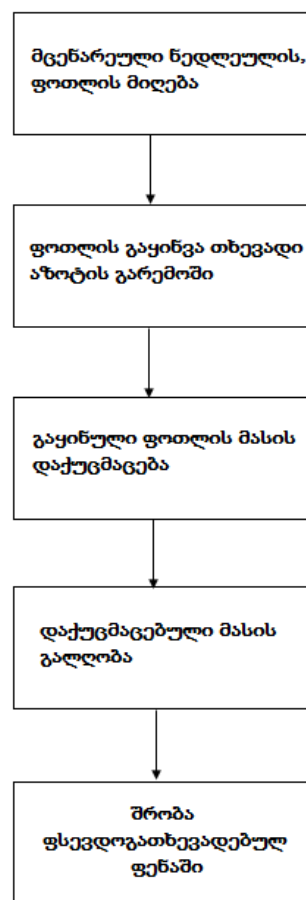 მცენარეული ნედლეულის,
ფოთლის მიღება
ფოთლის გაყინვა თხევადი
აზოტის გარემოში
გაყინული ფოთლის მასის
დაქუცმაცება
დაქუცმაცებული მასის
გალღობა
შრობა
ფსევდოგათხევადებულ
ფენაში